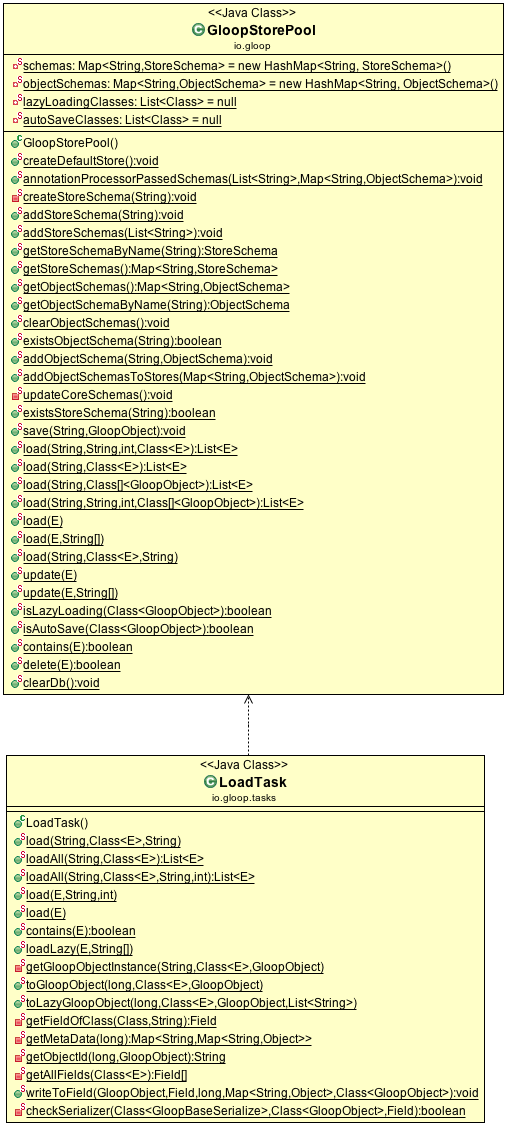 <<Java Class>>
GloopStorePool
io.gloop
schemas: Map<String,StoreSchema> = new HashMap<String, StoreSchema>()
objectSchemas: Map<String,ObjectSchema> = new HashMap<String, ObjectSchema>()
lazyLoadingClasses: List<Class> = null
autoSaveClasses: List<Class> = null
GloopStorePool()
createDefaultStore():void
annotationProcessorPassedSchemas(List<String>,Map<String,ObjectSchema>):void
createStoreSchema(String):void
addStoreSchema(String):void
addStoreSchemas(List<String>):void
getStoreSchemaByName(String):StoreSchema
getStoreSchemas():Map<String,StoreSchema>
getObjectSchemas():Map<String,ObjectSchema>
getObjectSchemaByName(String):ObjectSchema
clearObjectSchemas():void
existsObjectSchema(String):boolean
addObjectSchema(String,ObjectSchema):void
addObjectSchemasToStores(Map<String,ObjectSchema>):void
updateCoreSchemas():void
existsStoreSchema(String):boolean
save(String,GloopObject):void
load(String,String,int,Class<E>):List<E>
load(String,Class<E>):List<E>
load(String,Class[]<GloopObject>):List<E>
load(String,String,int,Class[]<GloopObject>):List<E>
load(E)
load(E,String[])
load(String,Class<E>,String)
update(E)
update(E,String[])
isLazyLoading(Class<GloopObject>):boolean
isAutoSave(Class<GloopObject>):boolean
contains(E):boolean
delete(E):boolean
clearDb():void
<<Java Class>>
LoadTask
io.gloop.tasks
LoadTask()
load(String,Class<E>,String)
loadAll(String,Class<E>):List<E>
loadAll(String,Class<E>,String,int):List<E>
load(E,String,int)
load(E)
contains(E):boolean
loadLazy(E,String[])
getGloopObjectInstance(String,Class<E>,GloopObject)
toGloopObject(long,Class<E>,GloopObject)
toLazyGloopObject(long,Class<E>,GloopObject,List<String>)
getFieldOfClass(Class,String):Field
getMetaData(long):Map<String,Map<String,Object>>
getObjectId(long,GloopObject):String
getAllFields(Class<E>):Field[]
writeToField(GloopObject,Field,long,Map<String,Object>,Class<GloopObject>):void
checkSerializer(Class<GloopBaseSerialize>,Class<GloopObject>,Field):boolean